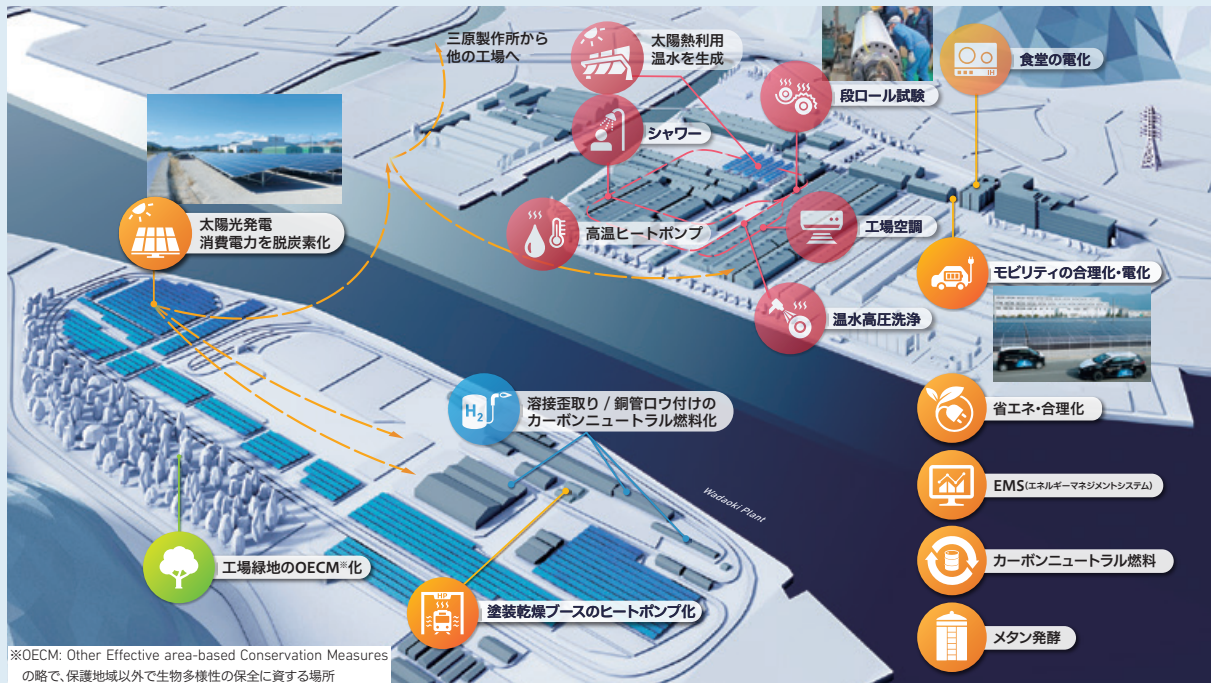 三原製作所から
他の工場へ
太陽熱利用
温水を生成
段ロール試験
食堂の電化
IH
シャワー
太陽光発電
消費電力を脱炭素化
高温ヒートポンプ
工場空調
モビリティの合理化・電化
温水高圧洗浄
H2
溶接歪取り / 銅管ロウ付けの
カーボンニュートラル燃料化
省エネ・合理化
EMS(エネルギーマネジメントシステム)
Wadaoki Plant
カーボンニュートラル燃料
工場緑地のOECM※化
HP
塗装乾燥ブースのヒートポンプ化
メタン発酵
※OECM: Other Effective area-based Conservation Measures
の略で、保護地域以外で生物多様性の保全に資する場所